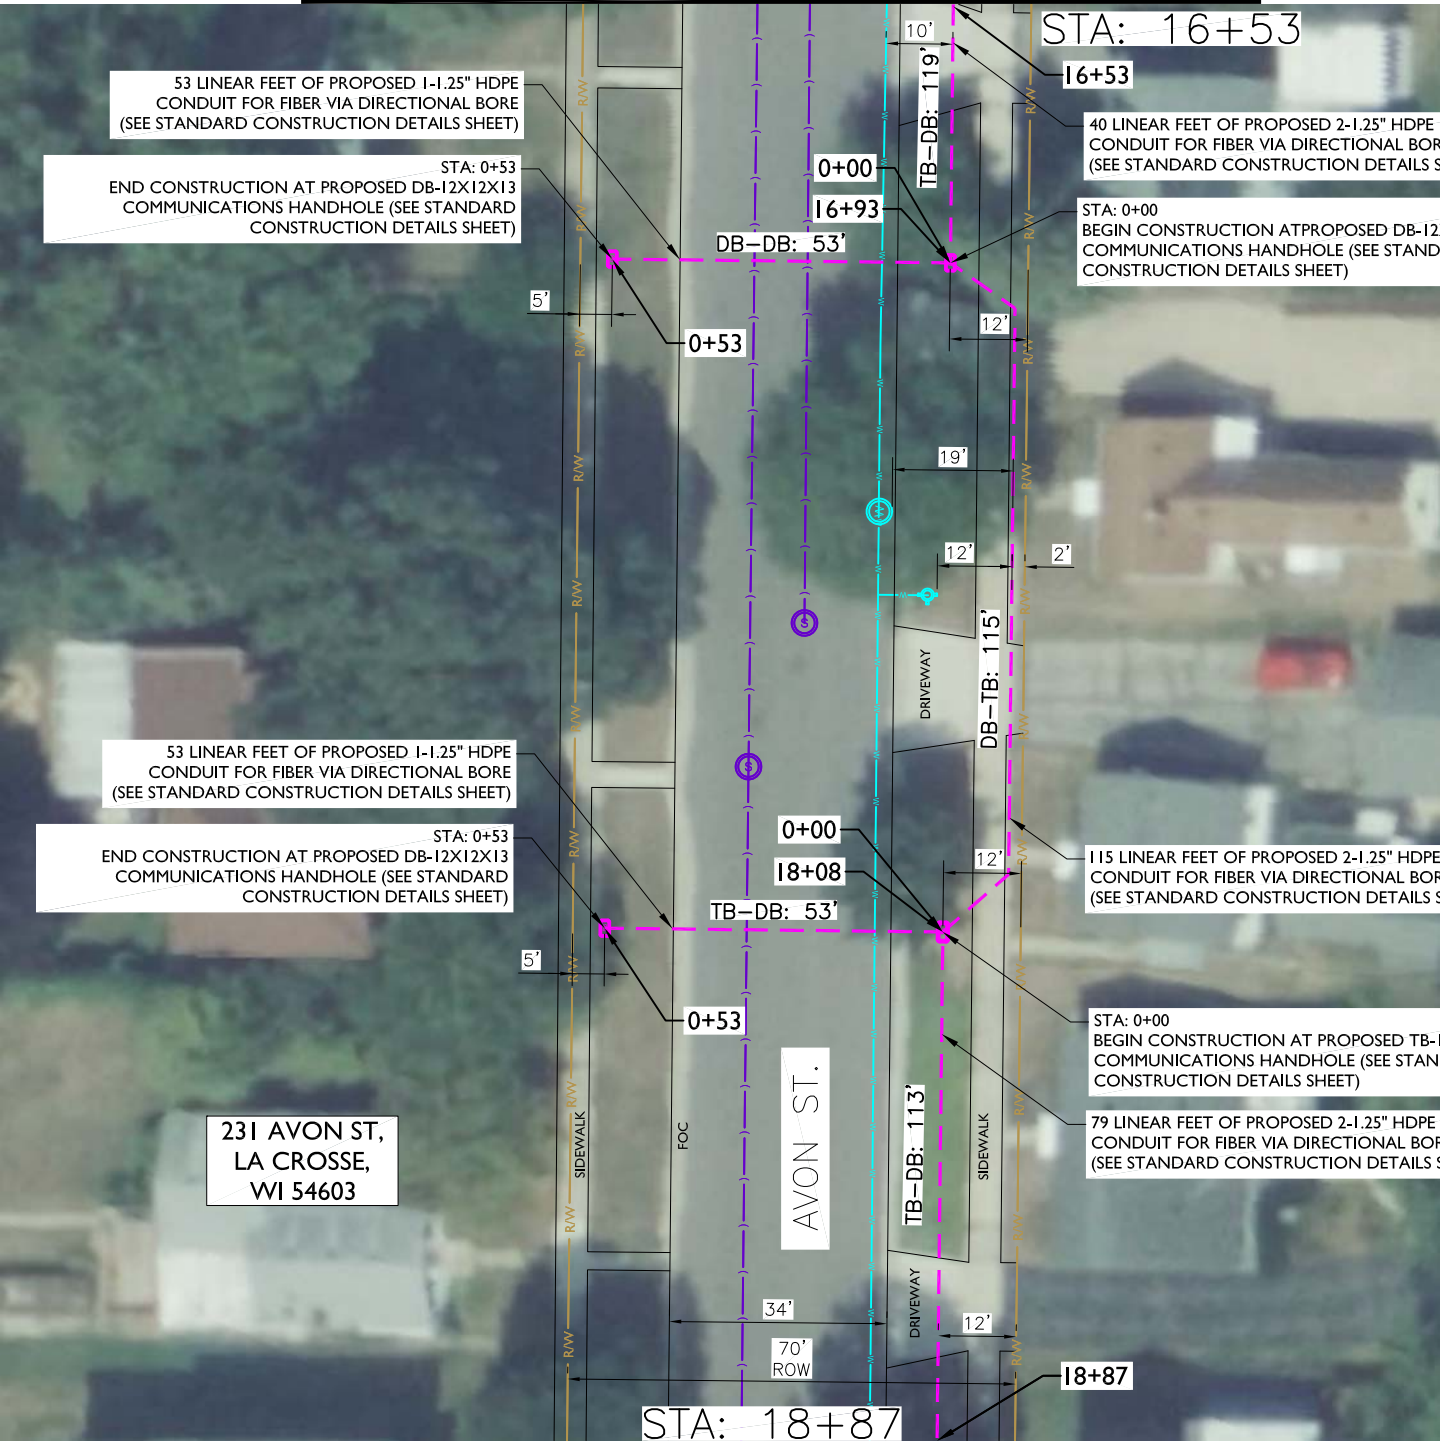 STA: 16+53
10'
16+53
TB-DB: 119'
53 LINEAR FEET OF PROPOSED 1-1.25" HDPE
CONDUIT FOR FIBER VIA DIRECTIONAL BORE
(SEE STANDARD CONSTRUCTION DETAILS SHEET)
40 LINEAR FEET OF PROPOSED 2-1.25" HDPE
CONDUIT FOR FIBER VIA DIRECTIONAL BOR
(SEE STANDARD CONSTRUCTION DETAILS S
STA: 0+53
END CONSTRUCTION AT PROPOSED DB-12X12X13
COMMUNICATIONS HANDHOLE (SEE STANDARD
CONSTRUCTION DETAILS SHEET)
0+00
16+93
STA: 0+00
BEGIN CONSTRUCTION ATPROPOSED DB-12
COMMUNICATIONS HANDHOLE (SEE STAND
CONSTRUCTION DETAILS SHEET)
DB-DB: 53'
5'
0+53
12'
R/W
R/W
R/W
R/W
19'
12'
2'
DB-TB: 115'
DRIVEWAY
53 LINEAR FEET OF PROPOSED 1-1.25" HDPE
CONDUIT FOR FIBER VIA DIRECTIONAL BORE
(SEE STANDARD CONSTRUCTION DETAILS SHEET)
STA: 0+53
END CONSTRUCTION AT PROPOSED DB-12X12X13
COMMUNICATIONS HANDHOLE (SEE STANDARD
CONSTRUCTION DETAILS SHEET)
0+00
18+08
12'
115 LINEAR FEET OF PROPOSED 2-1.25" HDPE
CONDUIT FOR FIBER VIA DIRECTIONAL BOR
(SEE STANDARD CONSTRUCTION DETAILS S
TB-DB: 53'
5'
0+53
STA: 0+00
BEGIN CONSTRUCTION AT PROPOSED TB-1
COMMUNICATIONS HANDHOLE (SEE STAN
CONSTRUCTION DETAILS SHEET)
79 LINEAR FEET OF PROPOSED 2-1.25" HDPE
CONDUIT FOR FIBER VIA DIRECTIONAL BOR
(SEE STANDARD CONSTRUCTION DETAILS S
231 AVON ST,
LA CROSSE,
WI 54603
SIDEWALK
FOC
AVON ST.
TB-DB: 113'
SIDEWALK
DRIVEWAY
34'
12'
70'
ROW
18+87
STA: 18+87